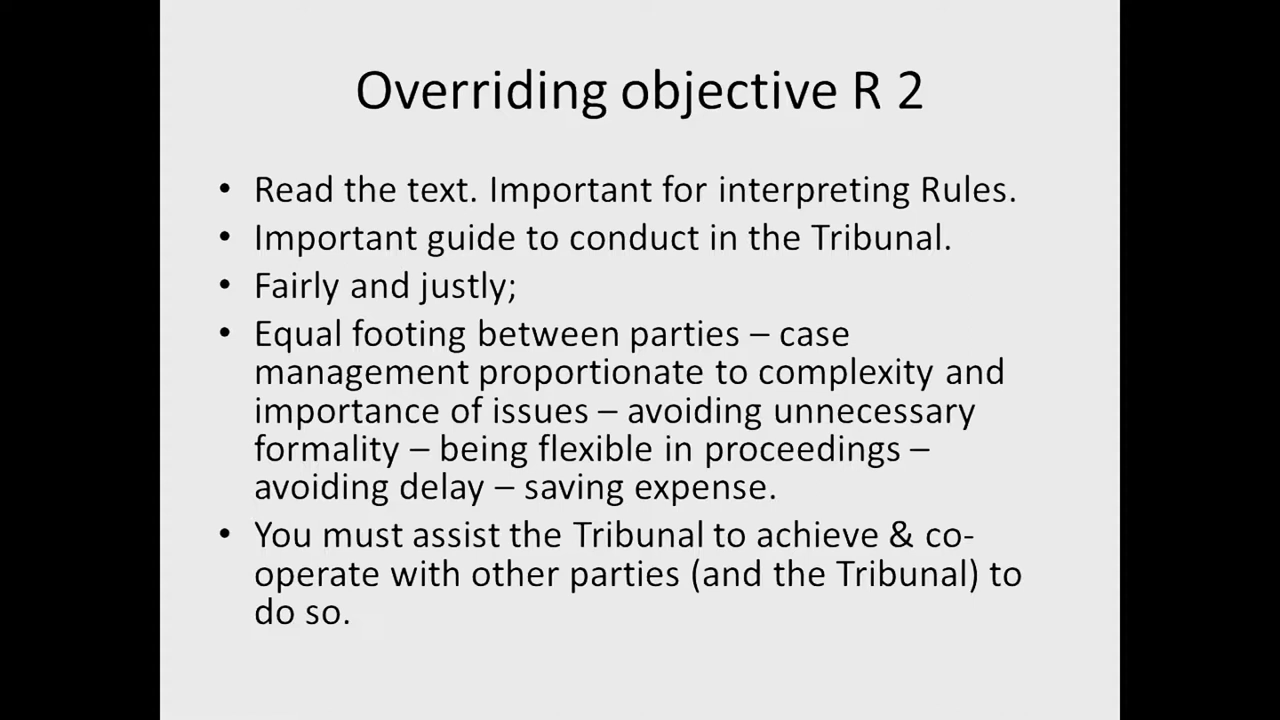 Overriding objective R 2
• Read the text. Important for interpreting Rules.
• Important guide to conduct in the Tribunal.
• Fairly and justly;
• Equal footing between parties – case
management proportionate to complexity and
importance of issues – avoiding unnecessary
formality – being flexible in proceedings –
avoiding delay – saving expense.
• You must assist the Tribunal to achieve & co-
operate with other parties (and the Tribunal) to
do so.